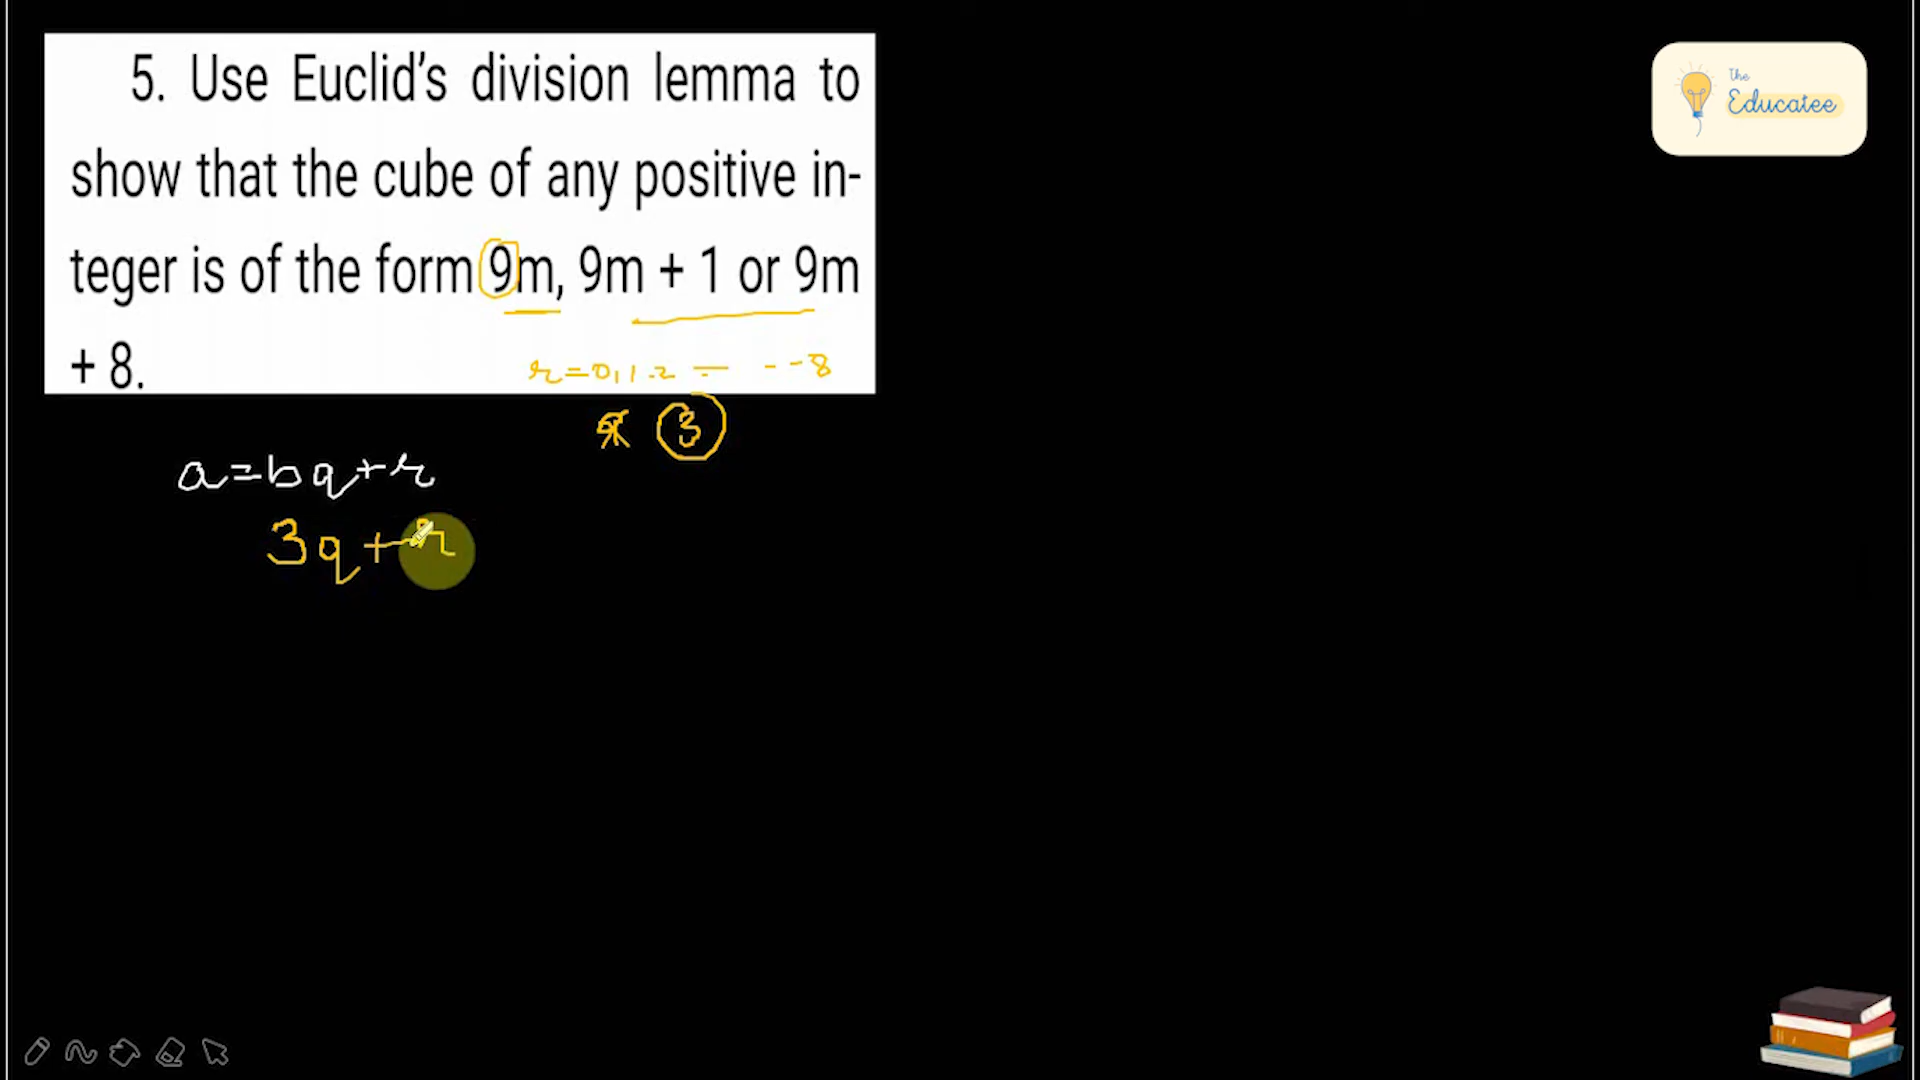 5. Use Euclid's division lemma to
show that the cube of any positive in-
teger is of the form 9m, 9m + 1 or 9m
+ 8.
r=0,1.2 = --8
3
a=bq+r
3q+r
The
Educatee